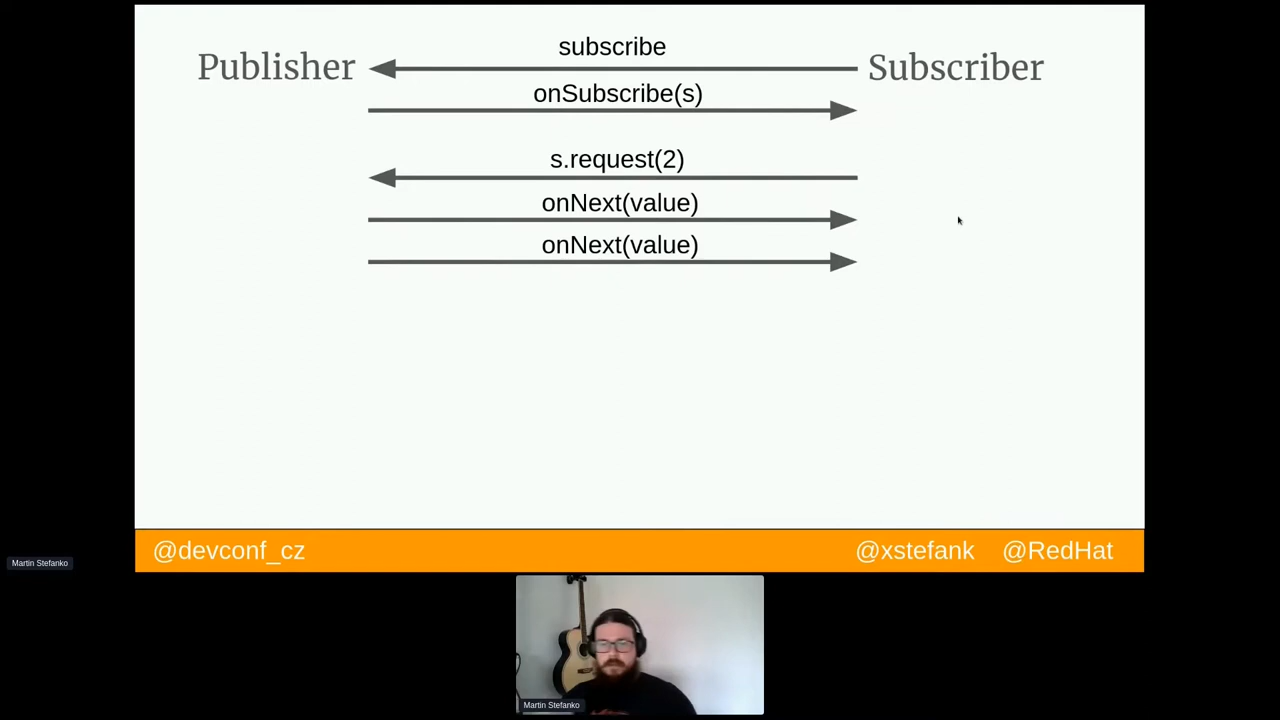 subscribe
Publisher
Subscriber
onSubscribe(s)
s.request(2)
onNext(value)
onNext(value)
@devconf_cz
@xstefank @RedHat
Martin Stefanko
Martin Stefanko